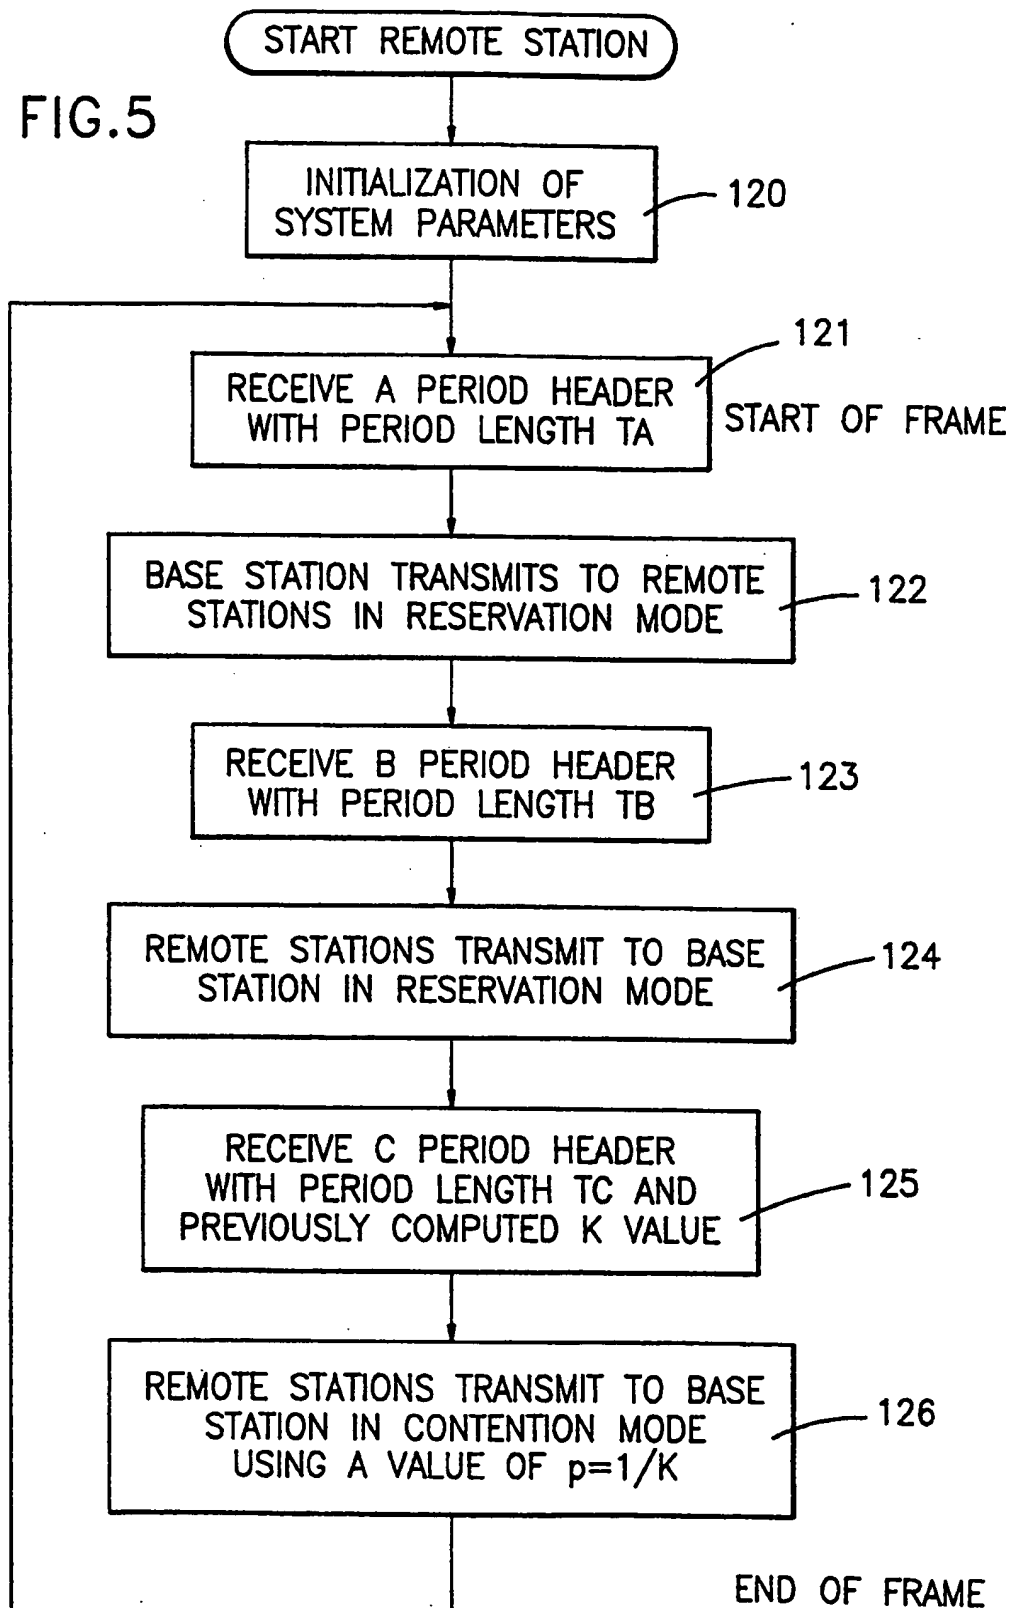 START REMOTE STATION
FIG.5
INITIALIZATION OF
SYSTEM PARAMETERS
120
121
RECEIVE A PERIOD HEADER
WITH PERIOD LENGTH TA
START OF FRAME
BASE STATION TRANSMITS TO REMOTE
STATIONS IN RESERVATION MODE
122
RECEIVE B PERIOD HEADER
WITH PERIOD LENGTH TB
123
REMOTE STATIONS TRANSMIT TO BASE
STATION IN RESERVATION MODE
124
RECEIVE C PERIOD HEADER
WITH PERIOD LENGTH TC AND
PREVIOUSLY COMPUTED K VALUE
125
REMOTE STATIONS TRANSMIT TO BASE
STATION IN CONTENTION MODE
USING A VALUE OF p=1/K
126
END OF FRAME